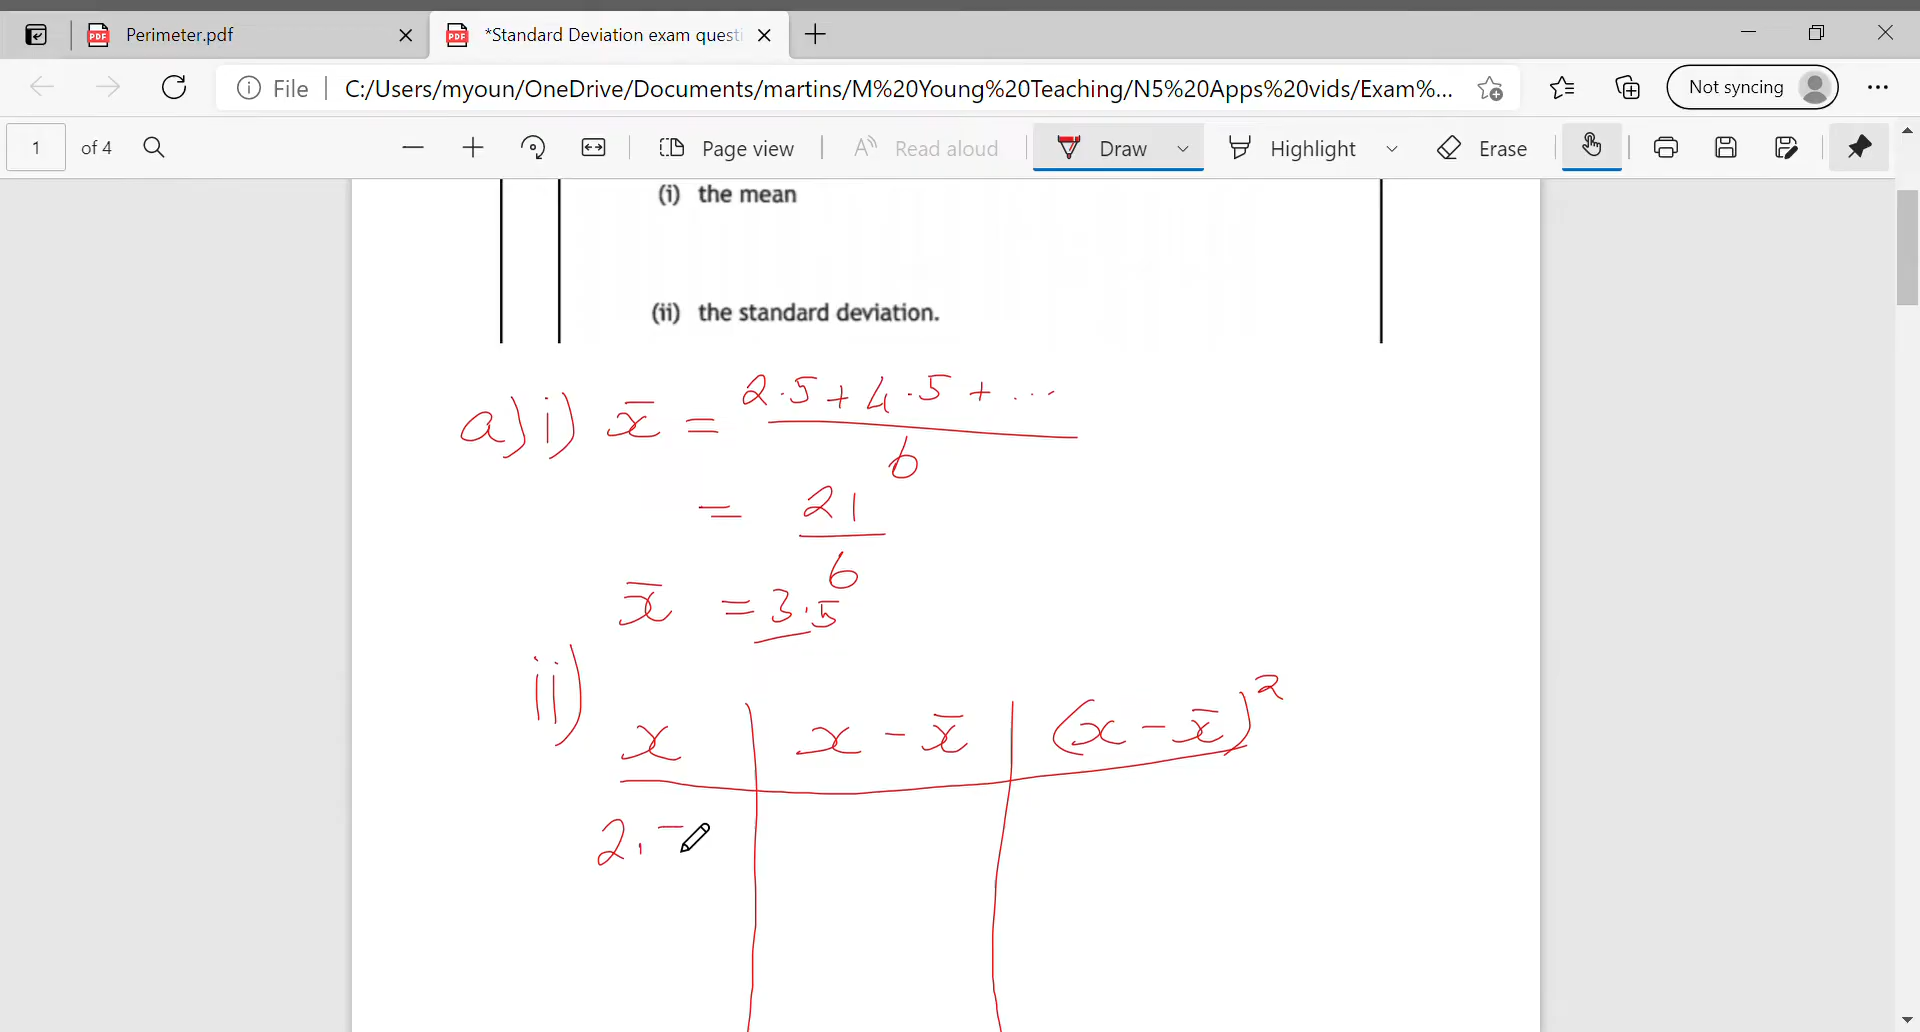 Perimeter.pdf
*Standard Deviation exam questi
File
C:/Users/myoun/OneDrive/Documents/martins/M%20Young%20Teaching/N5%20Apps%20vids/Exam%...
Not syncing
1 of 4
Page view
Read aloud
Draw
Highlight
Erase
(i) the mean
(ii) the standard deviation.
a) i) x̄ = 2·5 + 4·5 + ...
6
= 21
6
x̄ = 3·5
ii)
x | x - x̄ | (x - x̄)²
2.